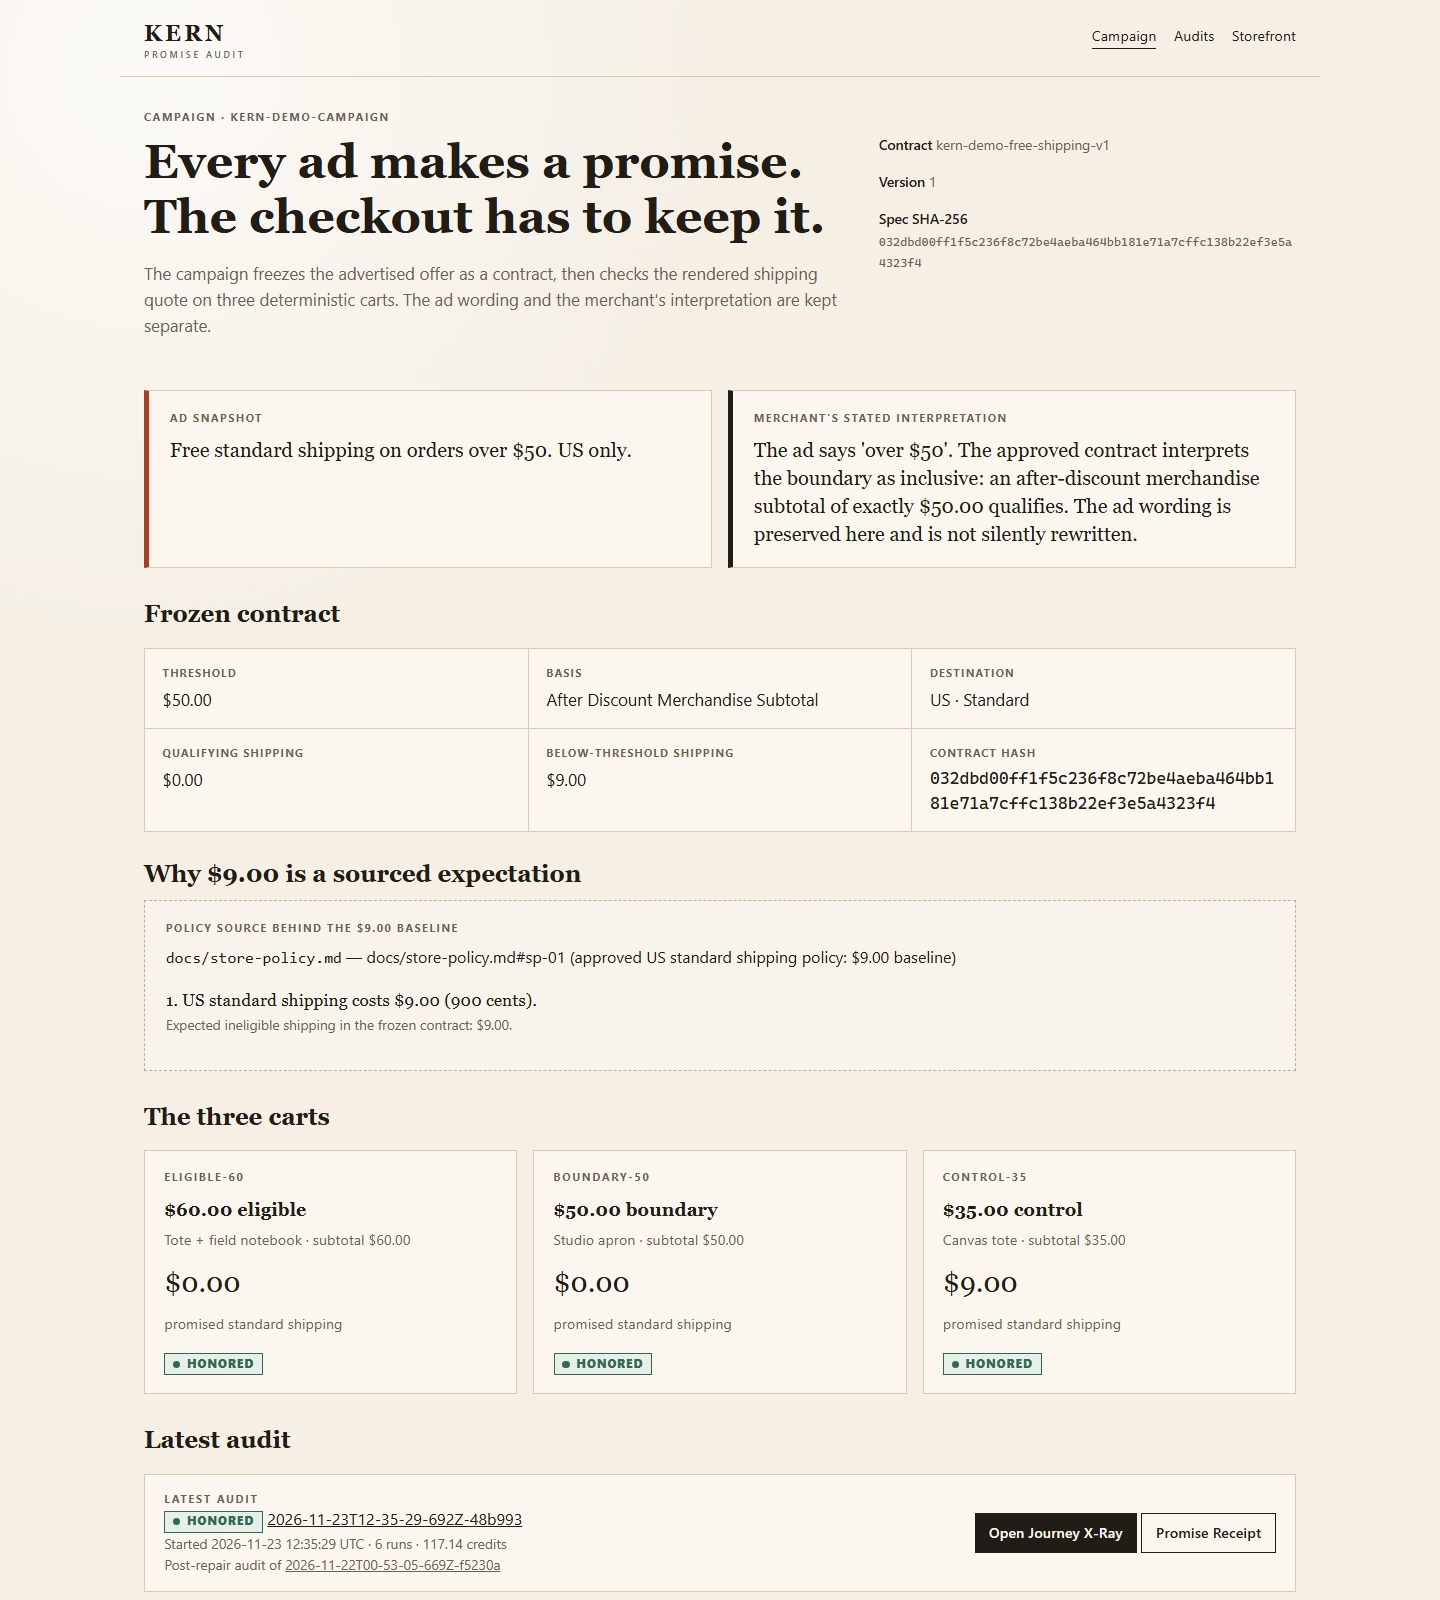 KERN
PROMISE AUDIT
Campaign
Audits
Storefront
CAMPAIGN · KERN-DEMO-CAMPAIGN
Every ad makes a promise.
The checkout has to keep it.
The campaign freezes the advertised offer as a contract, then checks the rendered shipping
quote on three deterministic carts. The ad wording and the merchant's interpretation are kept
separate.
Contract kern-demo-free-shipping-v1
Version 1
Spec SHA-256
032dbd00ff1f5c236f8c72be4aeba464bb181e71a7cffc138b22ef3e5a
4323f4
AD SNAPSHOT
Free standard shipping on orders over $50. US only.
MERCHANT'S STATED INTERPRETATION
The ad says 'over $50'. The approved contract interprets
the boundary as inclusive: an after-discount merchandise
subtotal of exactly $50.00 qualifies. The ad wording is
preserved here and is not silently rewritten.
Frozen contract
THRESHOLD
$50.00
BASIS
After Discount Merchandise Subtotal
DESTINATION
US · Standard
QUALIFYING SHIPPING
$0.00
BELOW-THRESHOLD SHIPPING
$9.00
CONTRACT HASH
032dbd00ff1f5c236f8c72be4aeba464bb1
81e71a7cffc138b22ef3e5a4323f4
Why $9.00 is a sourced expectation
POLICY SOURCE BEHIND THE $9.00 BASELINE
docs/store-policy.md — docs/store-policy.md#sp-01 (approved US standard shipping policy: $9.00 baseline)
1. US standard shipping costs $9.00 (900 cents).
Expected ineligible shipping in the frozen contract: $9.00.
The three carts
ELIGIBLE-60
$60.00 eligible
Tote + field notebook · subtotal $60.00
$0.00
promised standard shipping
HONORED
BOUNDARY-50
$50.00 boundary
Studio apron · subtotal $50.00
$0.00
promised standard shipping
HONORED
CONTROL-35
$35.00 control
Canvas tote · subtotal $35.00
$9.00
promised standard shipping
HONORED
Latest audit
LATEST AUDIT
HONORED 2026-11-23T12-35-29-692Z-48b993
Started 2026-11-23 12:35:29 UTC · 6 runs · 117.14 credits
Post-repair audit of 2026-11-22T00-53-05-669Z-f5230a
Open Journey X-Ray
Promise Receipt